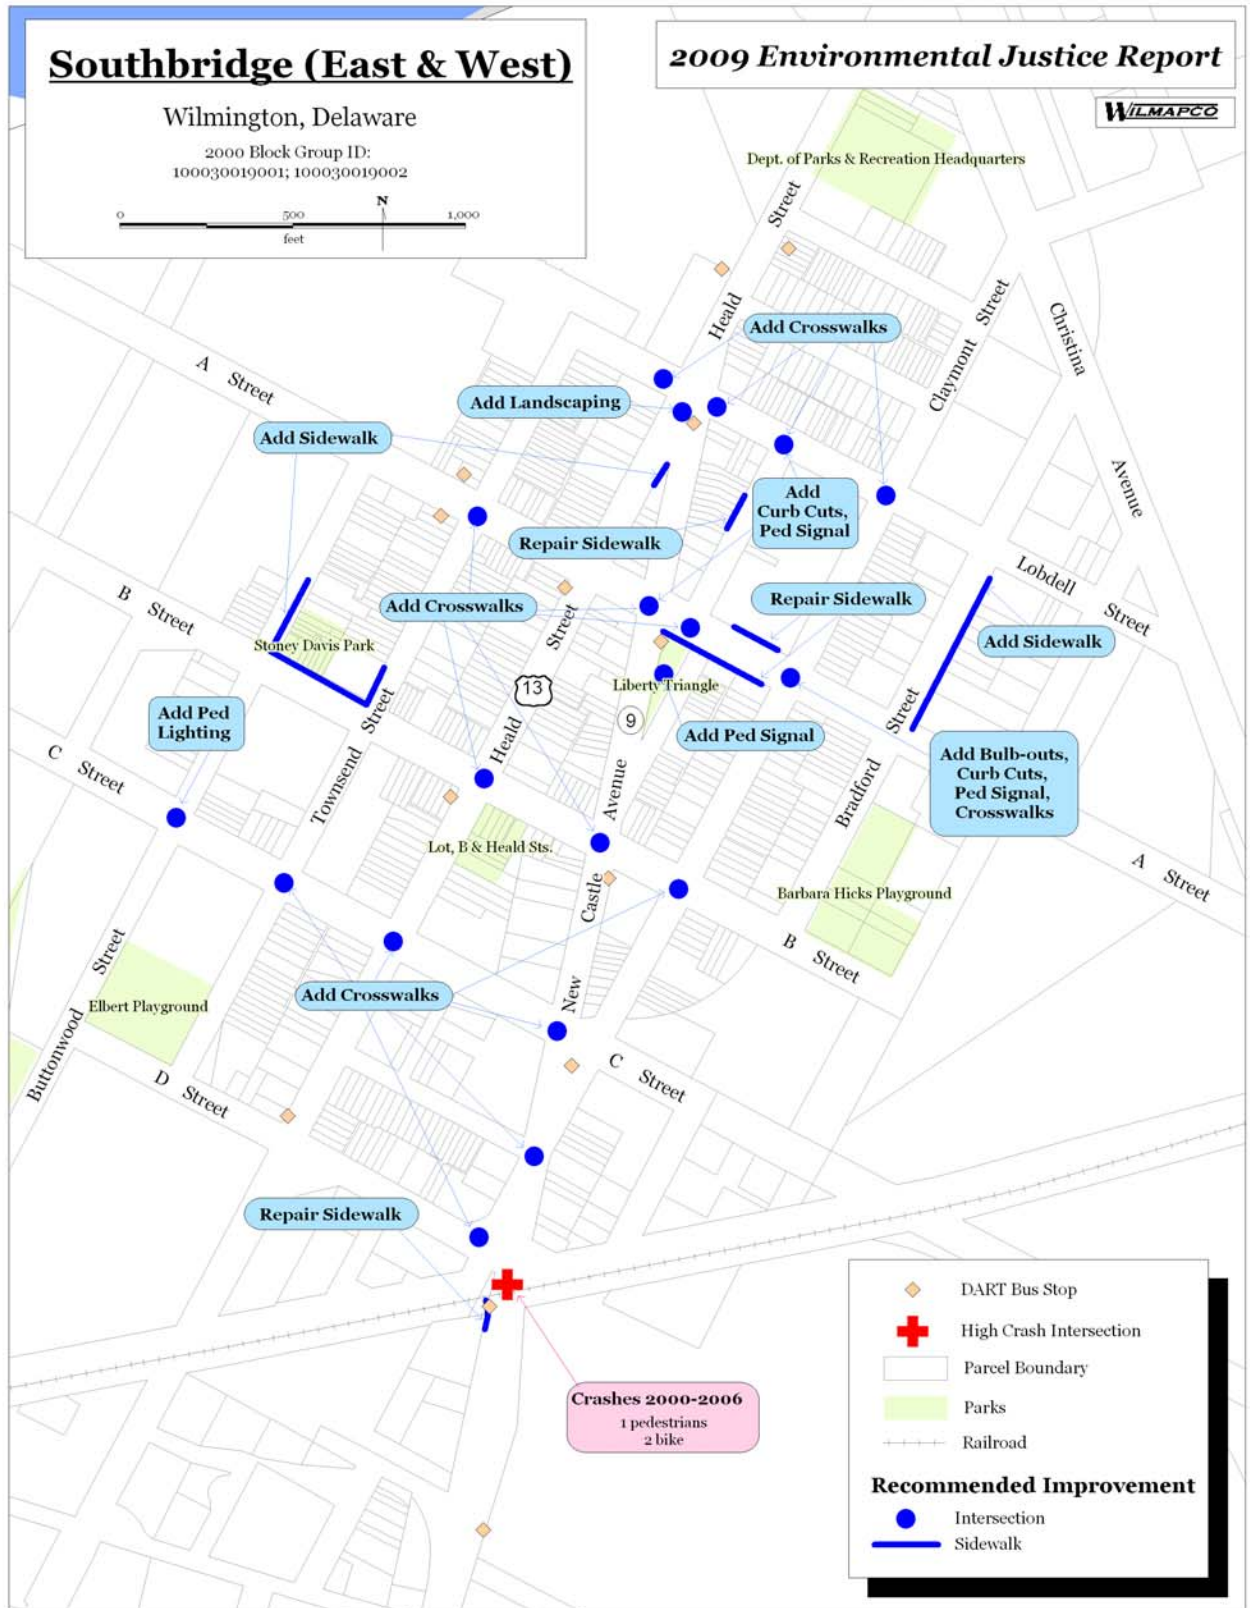 Southbridge (East & West)
Wilmington, Delaware
2000 Block Group ID:
100030019001; 100030019002
N
0 500 1,000
feet
2009 Environmental Justice Report
WILMAPCO
Dept. of Parks & Recreation Headquarters
Heald Street
Claymont Street
Christina Avenue
Add Crosswalks
A Street
Add Landscaping
Add Sidewalk
Add
Curb Cuts,
Ped Signal
Repair Sidewalk
Lobdell Street
B Street
Add Crosswalks
Repair Sidewalk
Add Sidewalk
Stoney Davis Park
Liberty Triangle
13
9
Add Ped
Lighting
Add Ped Signal
Add Bulb-outs,
Curb Cuts,
Ped Signal,
Crosswalks
C Street
Townsend Street
Heald Street
New Castle Avenue
Bradford Street
Lot, B & Heald Sts.
Barbara Hicks Playground
A Street
B Street
Buttonwood Street
Elbert Playground
Add Crosswalks
D Street
C Street
Repair Sidewalk
Crashes 2000-2006
1 pedestrians
2 bike
DART Bus Stop
High Crash Intersection
Parcel Boundary
Parks
Railroad
Recommended Improvement
Intersection
Sidewalk